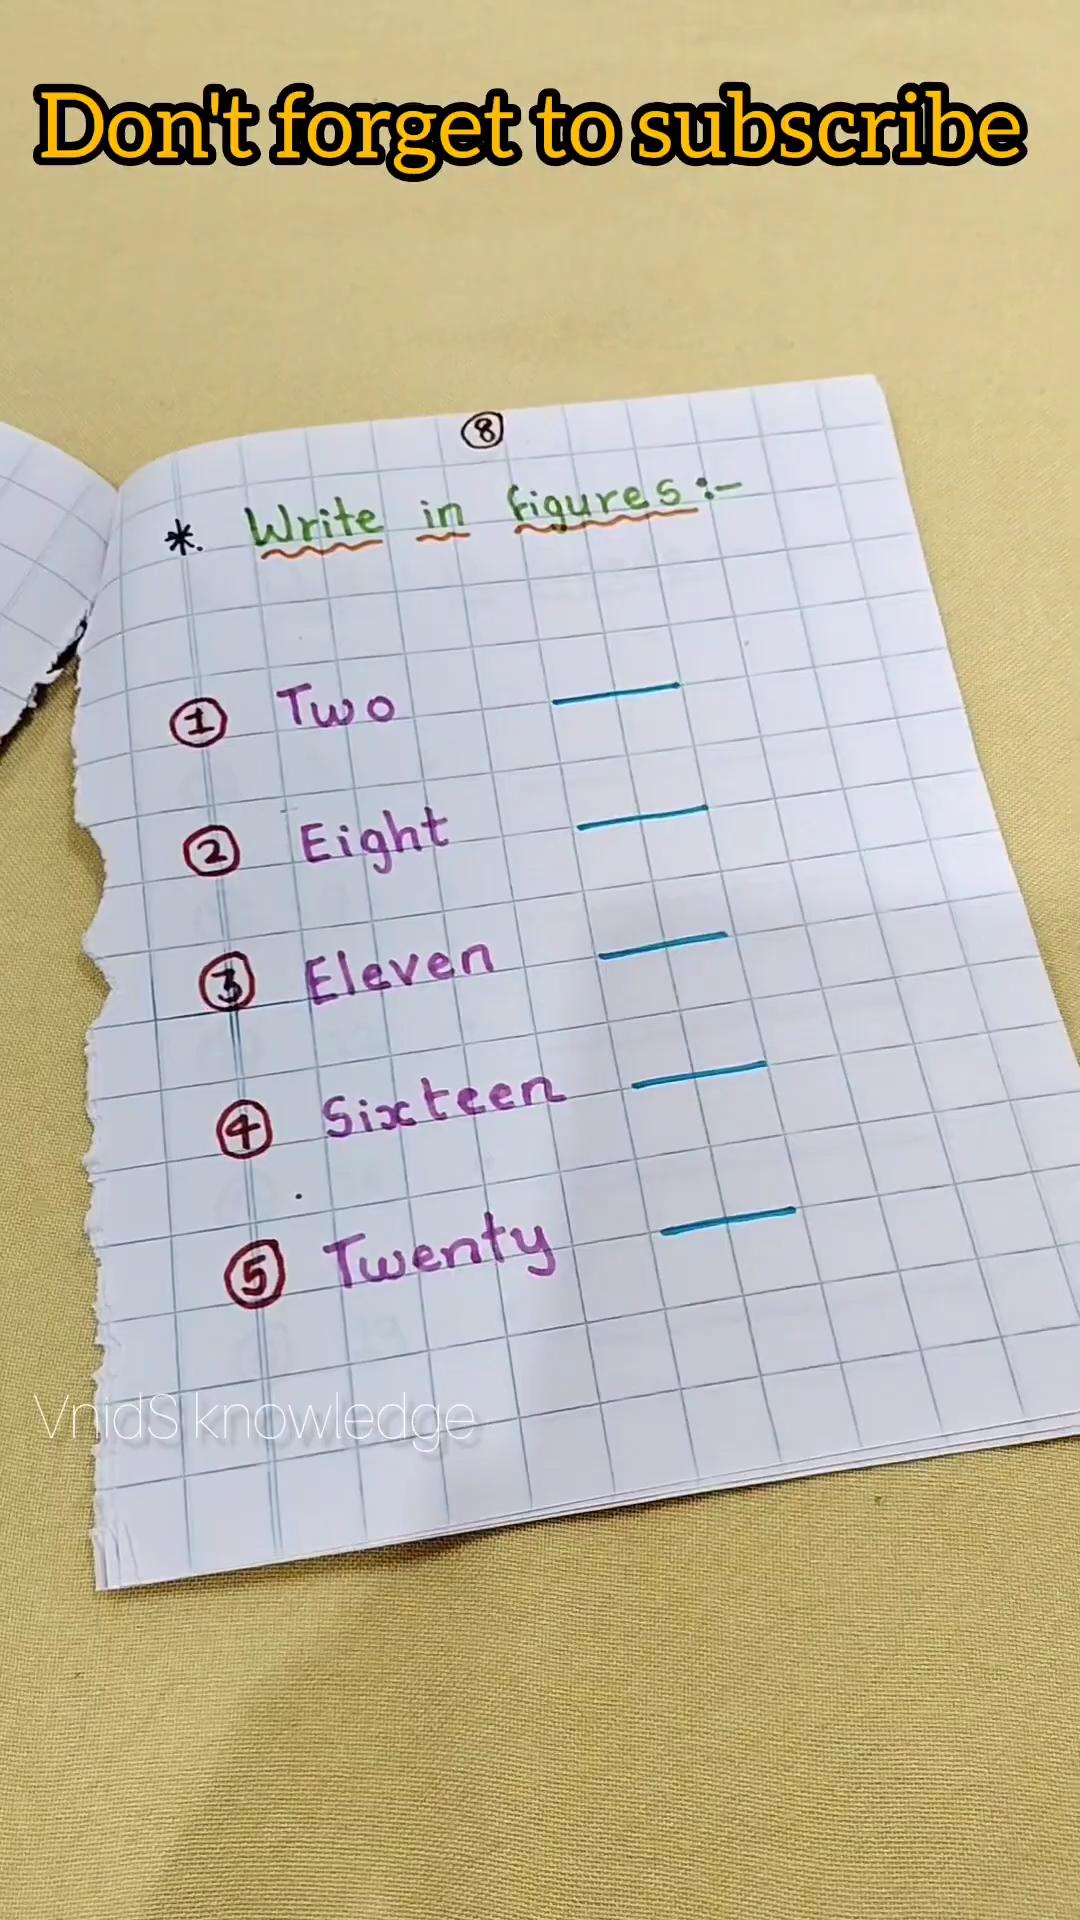 Don't forget to subscribe
8
*. Write in figures:-
1 Two
2 Eight
3 Eleven
4 Sixteen
5 Twenty
VnidS knowledge